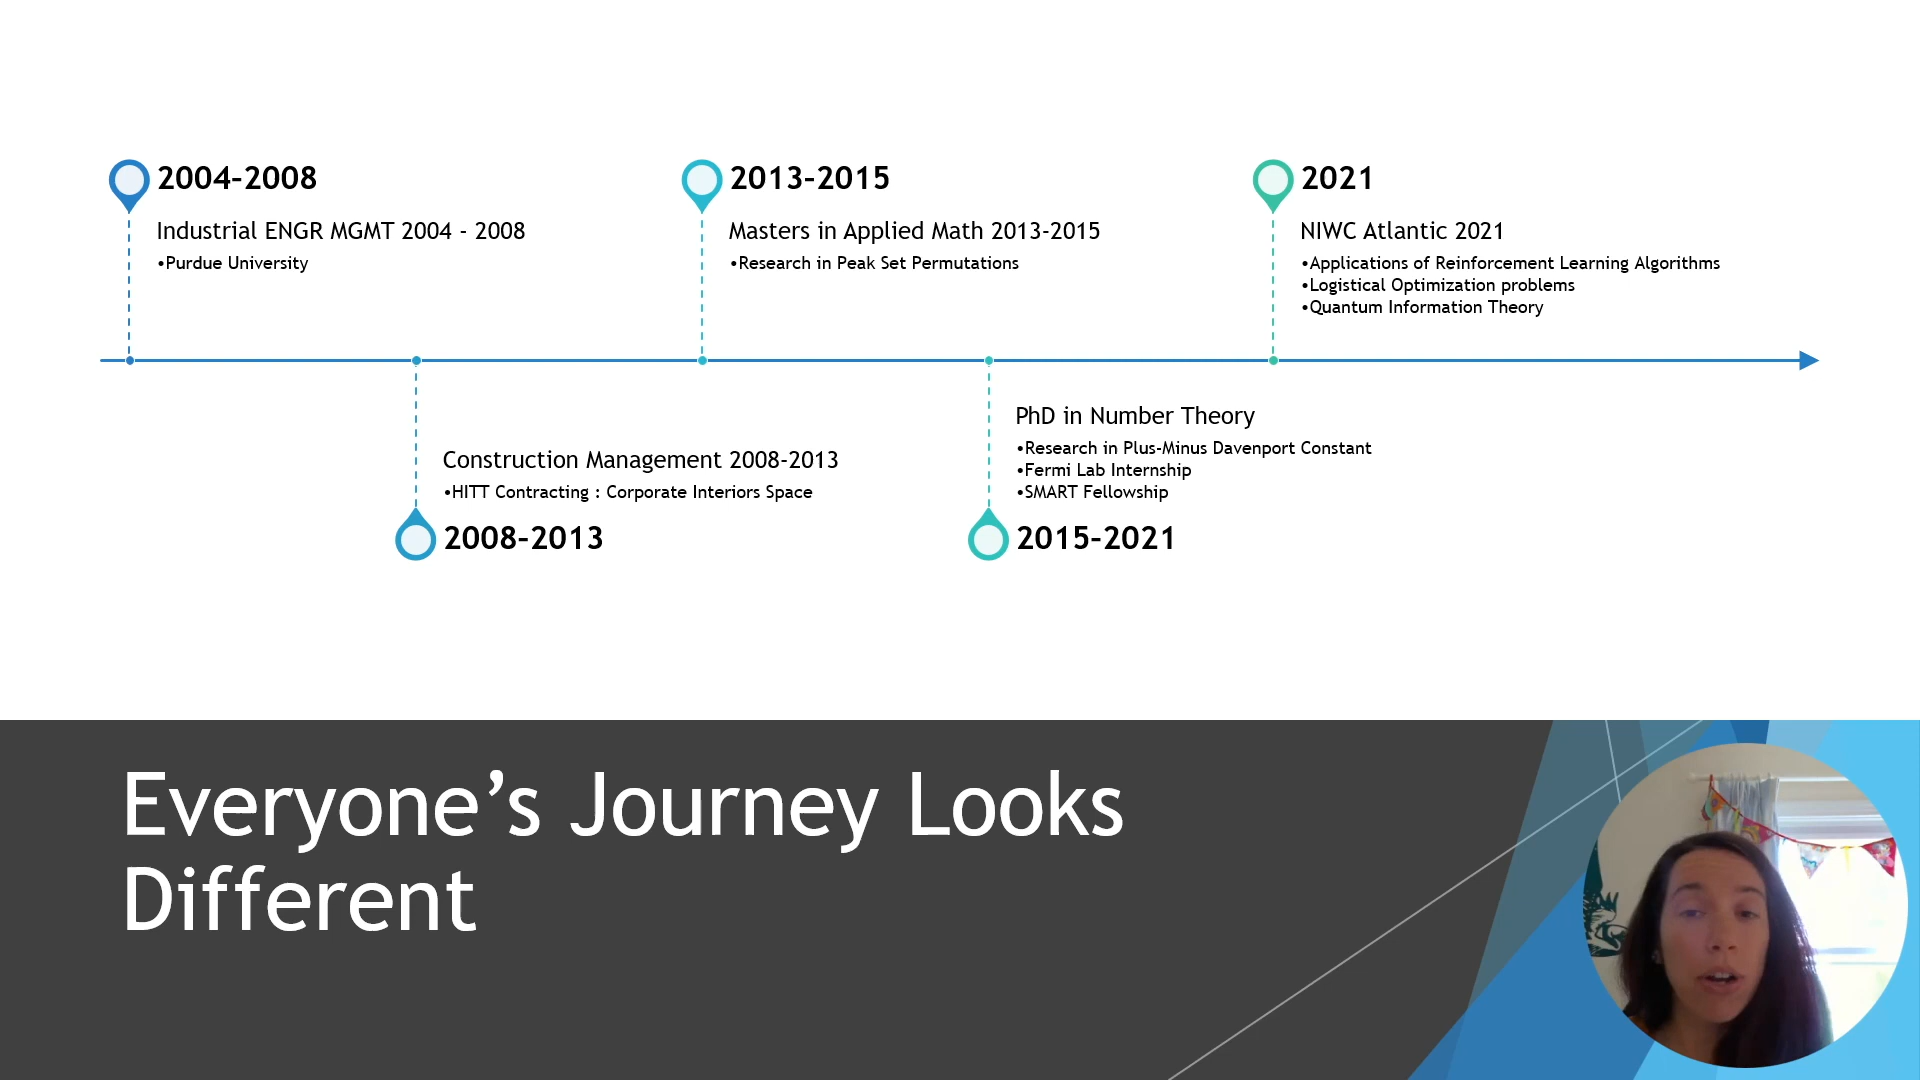 2004-2008
Industrial ENGR MGMT 2004 - 2008
•Purdue University
2013-2015
Masters in Applied Math 2013-2015
•Research in Peak Set Permutations
2021
NIWC Atlantic 2021
•Applications of Reinforcement Learning Algorithms
•Logistical Optimization problems
•Quantum Information Theory
Construction Management 2008-2013
•HITT Contracting : Corporate Interiors Space
2008-2013
PhD in Number Theory
•Research in Plus-Minus Davenport Constant
•Fermi Lab Internship
•SMART Fellowship
2015-2021
Everyone’s Journey Looks
Different